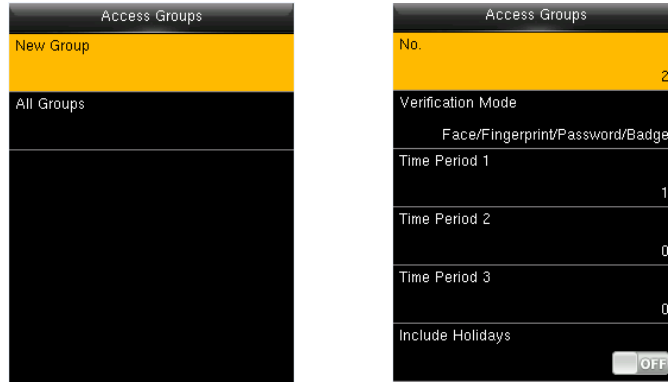 Access Groups
New Group
All Groups
Access Groups
No.
2
Verification Mode
Face/Fingerprint/Password/Badge
Time Period 1
1
Time Period 2
0
Time Period 3
0
Include Holidays
OFF